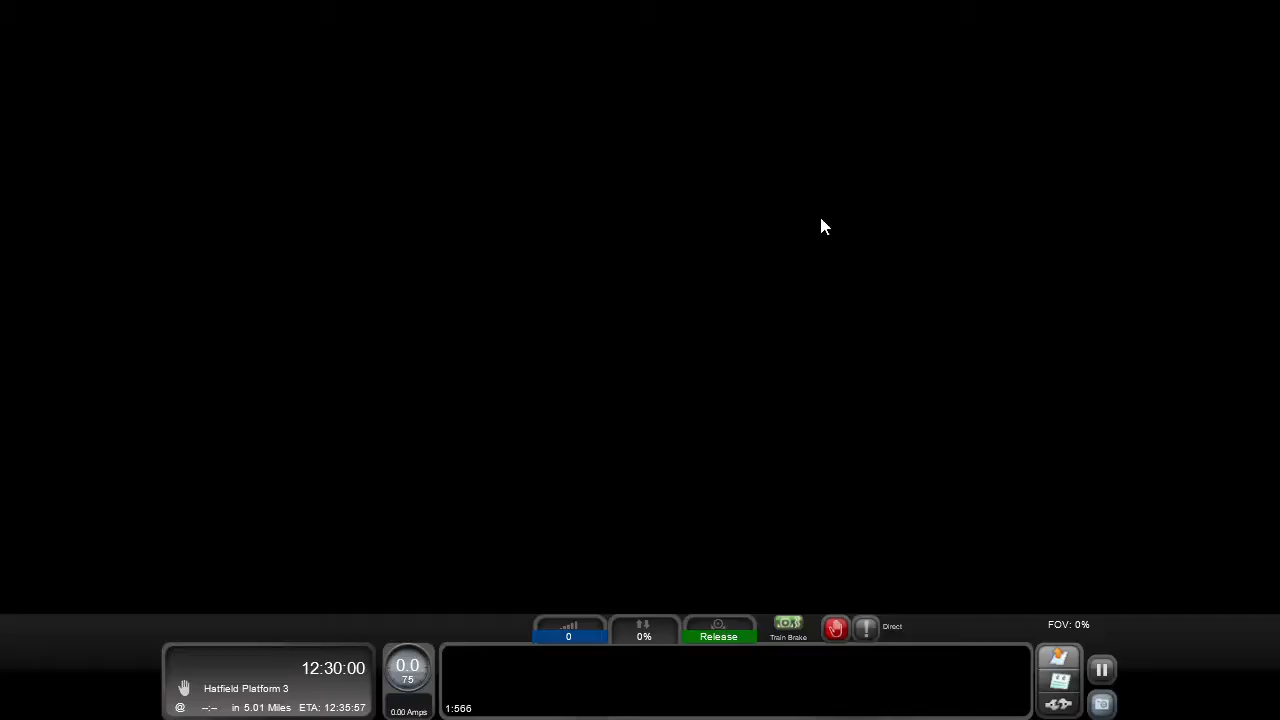 0
0%
Release
Train Brake
Direct
FOV: 0%
12:30:00
Hatfield Platform 3
@ --:-- in 5.01 Miles ETA: 12:35:57
0.0
75
0.00 Amps
1:566